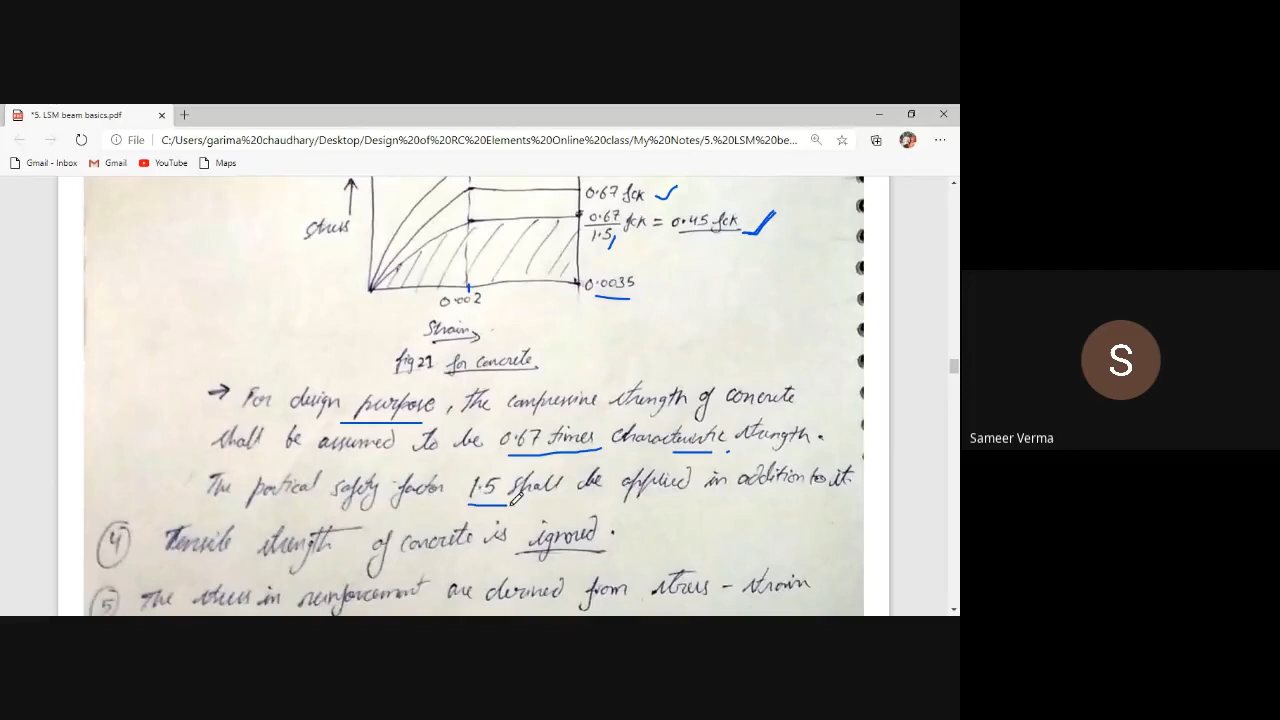 *5. LSM beam basics.pdf
File C:/Users/garima%20chaudhary/Desktop/Design%20of%20RC%20Elements%20Online%20class/My%20Notes/5.%20LSM%20be...
Gmail - Inbox Gmail YouTube Maps
0.67 fck
stress
0.67/1.5 fck = 0.45 fck
0.0035
0.002
Strain
fig 21 for concrete.
→ For design purpose, the compressive strength of concrete
shall be assumed to be 0.67 times characteristic strength.
The partical safety factor 1.5 shall be applied in addition to it.
④ Tensile strength of concrete is ignored.
⑤ The stress in reinforcement are derived from stress - strain
S
Sameer Verma